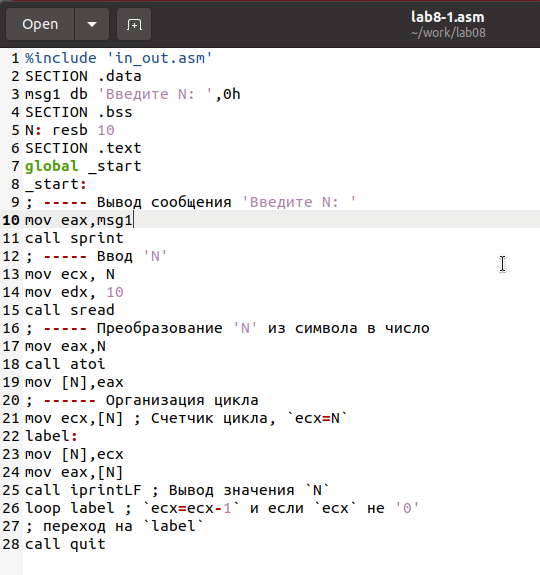 Open
lab8-1.asm
~/work/lab08
1 %include 'in_out.asm'
2 SECTION .data
3 msg1 db 'Введите N: ',0h
4 SECTION .bss
5 N: resb 10
6 SECTION .text
7 global _start
8 _start:
9 ; ----- Вывод сообщения 'Введите N: '
10 mov eax,msg1
11 call sprint
12 ; ----- Ввод 'N'
13 mov ecx, N
14 mov edx, 10
15 call sread
16 ; ----- Преобразование 'N' из символа в число
17 mov eax,N
18 call atoi
19 mov [N],eax
20 ; ------ Организация цикла
21 mov ecx,[N] ; Счетчик цикла, `ecx=N`
22 label:
23 mov [N],ecx
24 mov eax,[N]
25 call iprintLF ; Вывод значения `N`
26 loop label ; `ecx=ecx-1` и если `ecx` не '0'
27 ; переход на `label`
28 call quit